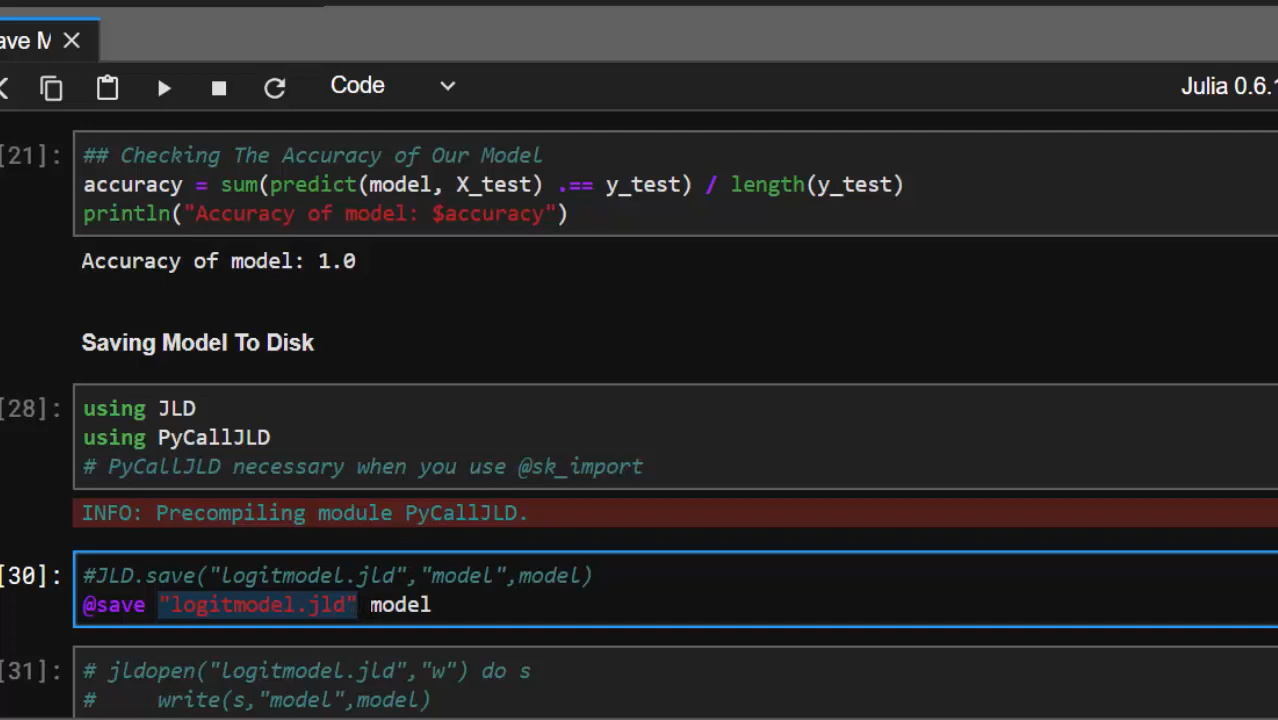 ave M
Code
Julia 0.6.
[21]:
## Checking The Accuracy of Our Model
accuracy = sum(predict(model, X_test) .== y_test) / length(y_test)
println("Accuracy of model: $accuracy")
Accuracy of model: 1.0
Saving Model To Disk
[28]:
using JLD
using PyCallJLD
# PyCallJLD necessary when you use @sk_import
INFO: Precompiling module PyCallJLD.
[30]:
#JLD.save("logitmodel.jld","model",model)
@save "logitmodel.jld" model
[31]:
# jldopen("logitmodel.jld","w") do s
#     write(s,"model",model)